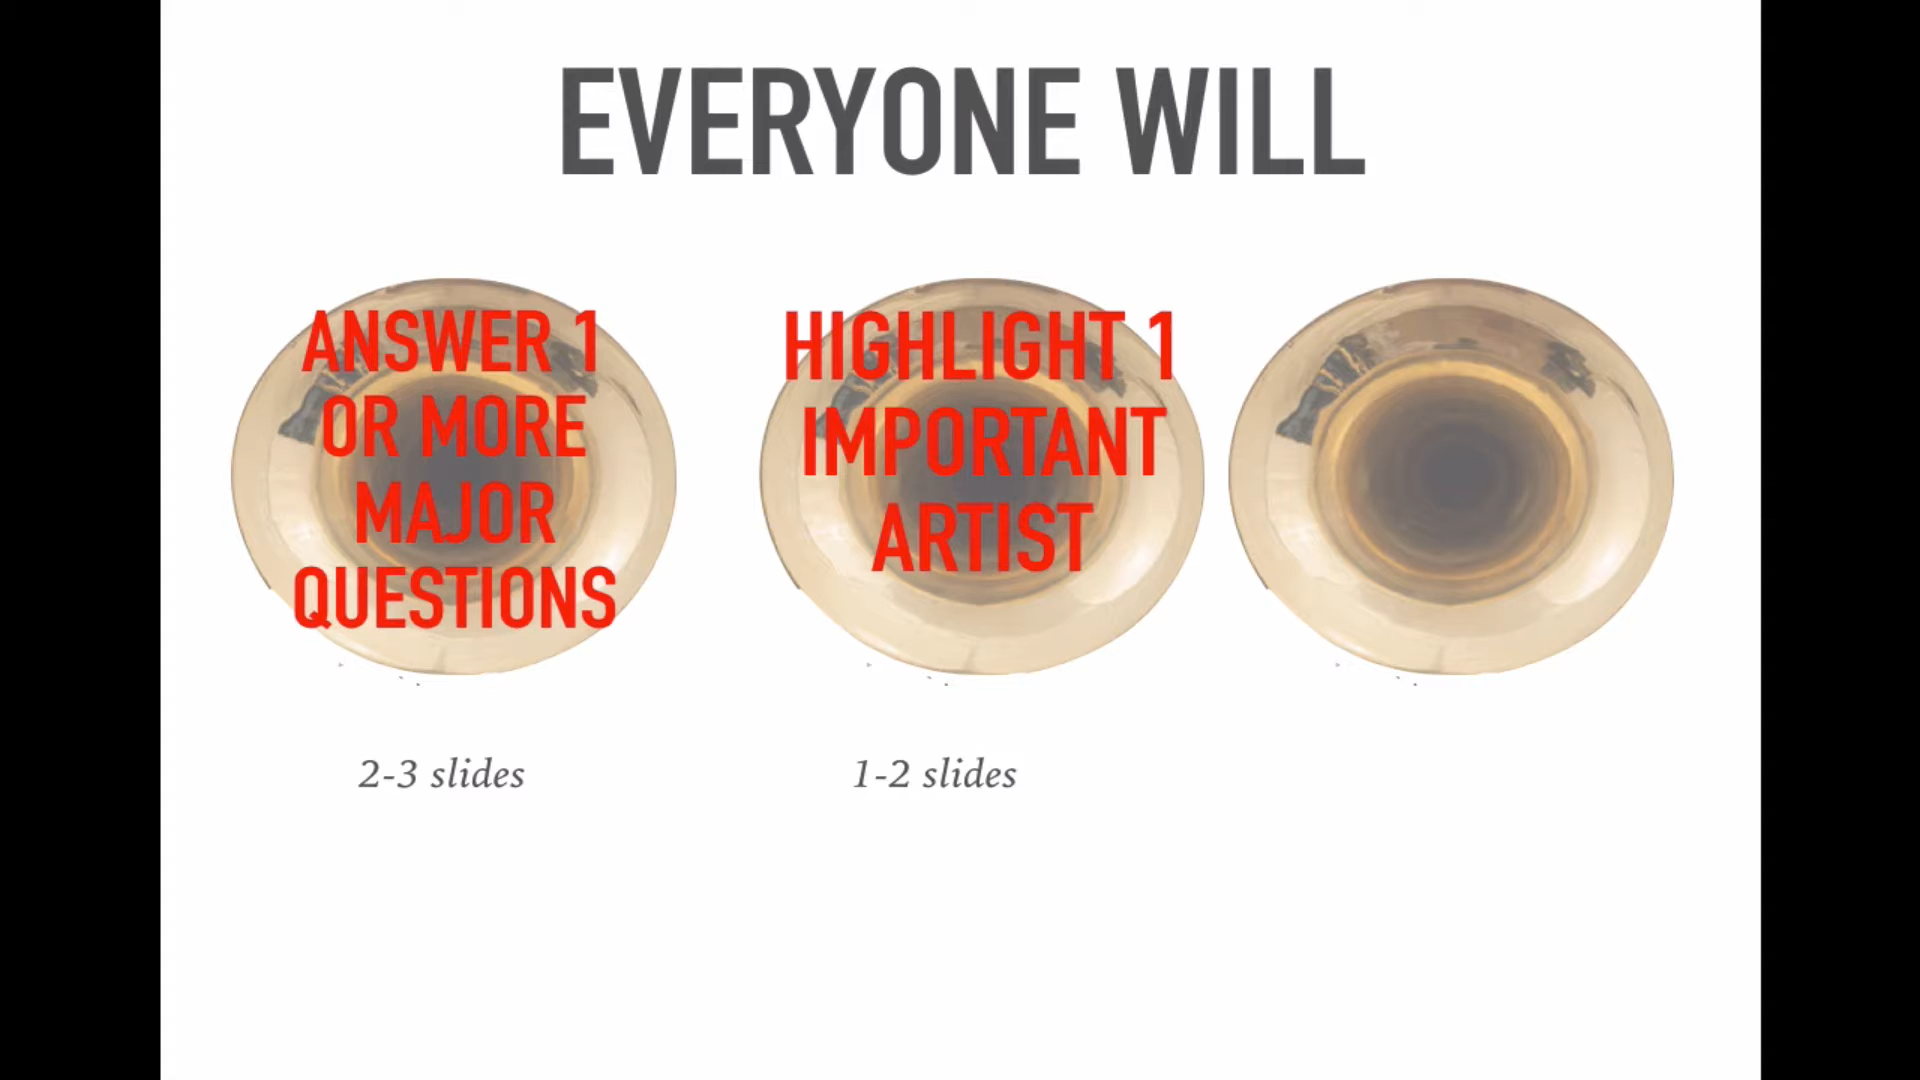 EVERYONE WILL
ANSWER 1
OR MORE
MAJOR
QUESTIONS
HIGHLIGHT 1
IMPORTANT
ARTIST
2-3 slides
1-2 slides